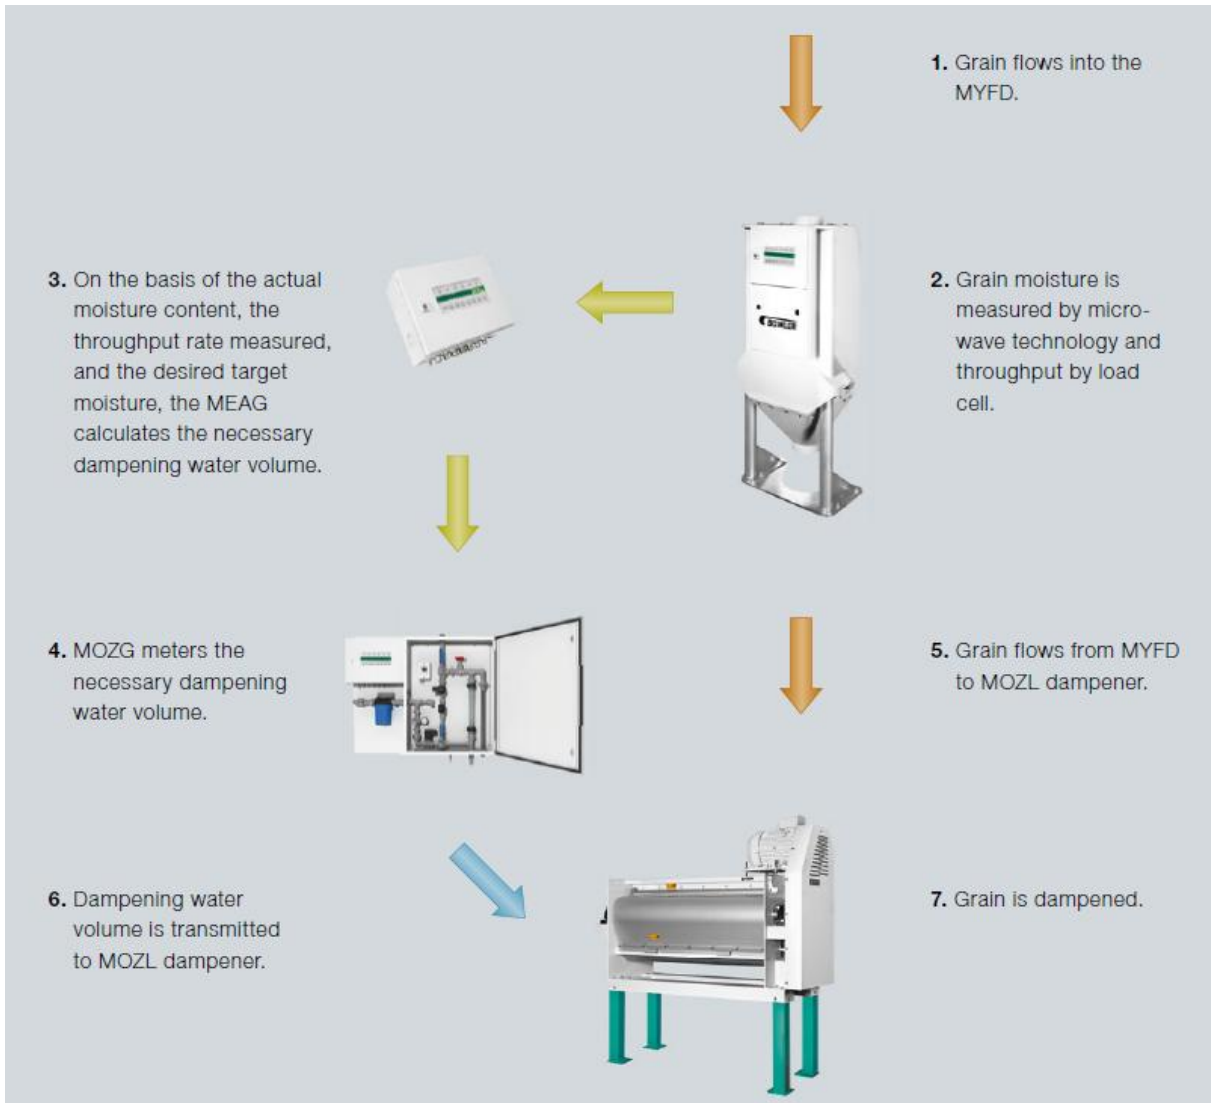 1. Grain flows into the
MYFD.
3. On the basis of the actual
moisture content, the
throughput rate measured,
and the desired target
moisture, the MEAG
calculates the necessary
dampening water volume.
2. Grain moisture is
measured by micro-
wave technology and
throughput by load
cell.
4. MOZG meters the
necessary dampening
water volume.
5. Grain flows from MYFD
to MOZL dampener.
6. Dampening water
volume is transmitted
to MOZL dampener.
7. Grain is dampened.